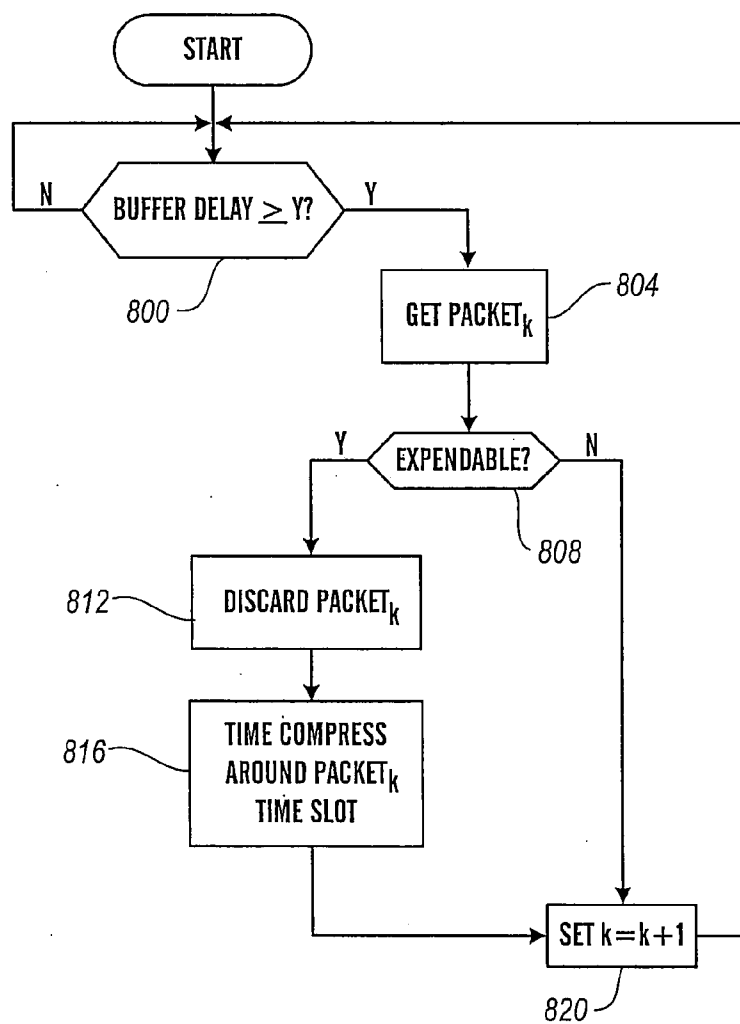 START
N
BUFFER DELAY ≥ Y?
Y
800
GET PACKETk
804
Y
EXPENDABLE?
N
808
812
DISCARD PACKETk
816
TIME COMPRESS
AROUND PACKETk
TIME SLOT
SET k=k+1
820